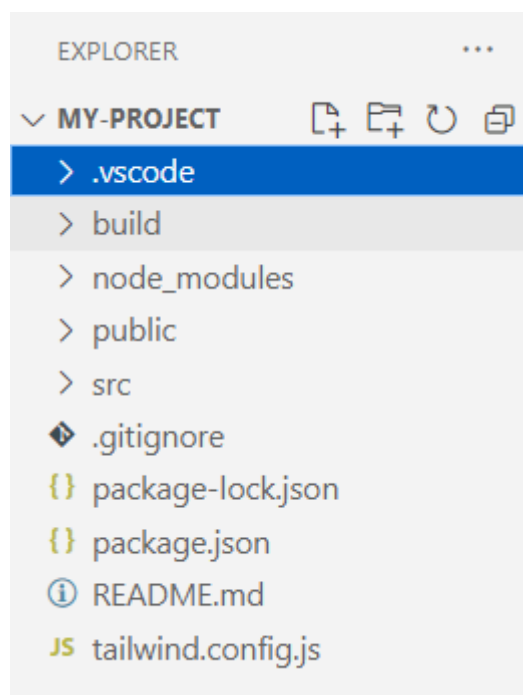 EXPLORER
MY-PROJECT
.vscode
build
node_modules
public
src
.gitignore
package-lock.json
package.json
README.md
JS tailwind.config.js